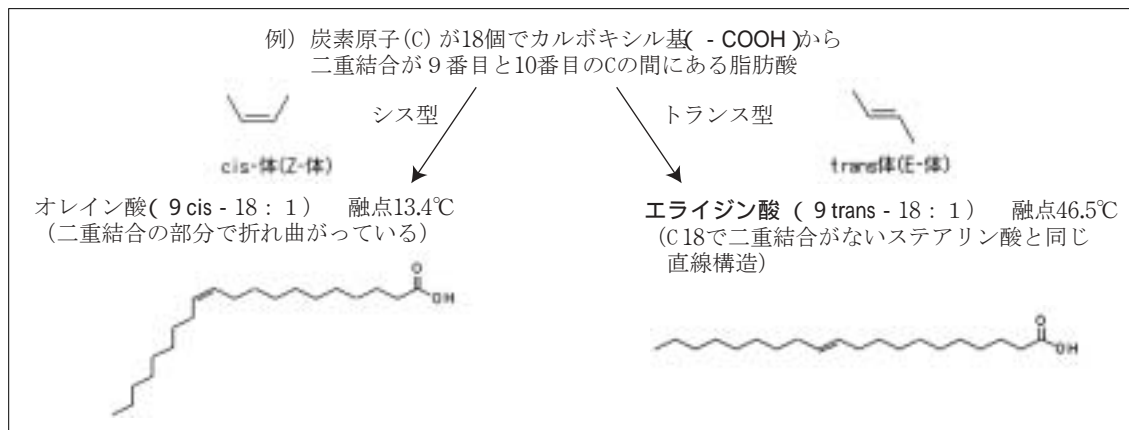 例）炭素原子（C）が18個でカルボキシル基( - COOH )から
二重結合が９番目と10番目のCの間にある脂肪酸
シス型
トランス型
cis-体(Z-体)
trans体(E-体)
オレイン酸( 9 cis - 18 : 1 )　融点13.4℃
（二重結合の部分で折れ曲がっている）
エライジン酸 ( 9 trans - 18 : 1 )　融点46.5℃
（C 18で二重結合がないステアリン酸と同じ
直線構造）
O
OH
O
OH